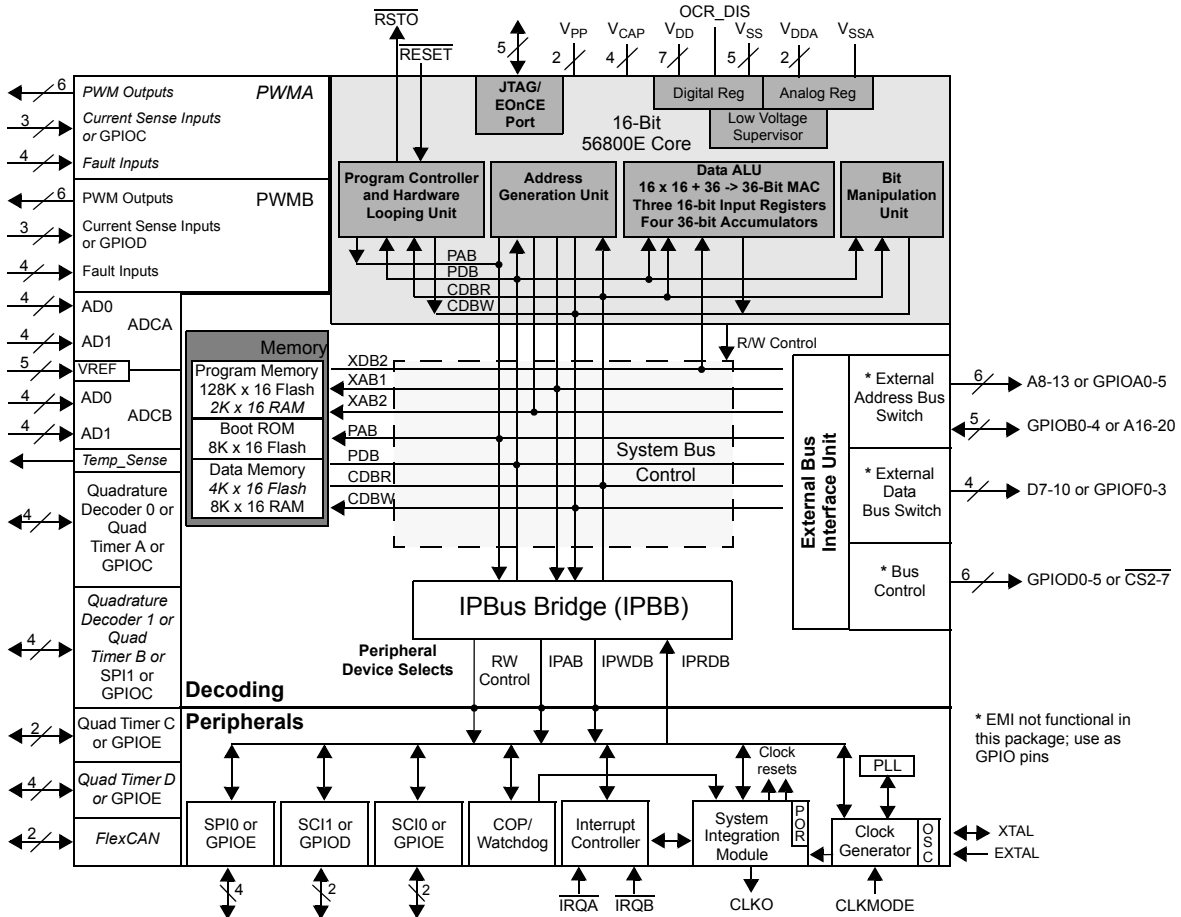 RSTO
RESET
5
VPP
2
VCAP
4
VDD
7
OCR_DIS
VSS
5
VDDA
2
VSSA
JTAG/
EOnCE
Port
Digital Reg
Analog Reg
Low Voltage
Supervisor
16-Bit
56800E Core
Program Controller
and Hardware
Looping Unit
Address
Generation Unit
Data ALU
16 x 16 + 36 -> 36-Bit MAC
Three 16-bit Input Registers
Four 36-bit Accumulators
Bit
Manipulation
Unit
PAB
PDB
CDBR
CDBW
R/W Control
6
PWM Outputs
PWMA
3
Current Sense Inputs
or GPIOC
4
Fault Inputs
6
PWM Outputs
PWMB
3
Current Sense Inputs
or GPIOD
4
Fault Inputs
4
AD0
ADCA
4
AD1
5
VREF
4
AD0
ADCB
4
AD1
Temp_Sense
4
Quadrature
Decoder 0 or
Quad
Timer A or
GPIOC
4
Quadrature
Decoder 1 or
Quad
Timer B or
SPI1 or
GPIOC
2
Quad Timer C
or GPIOE
4
Quad Timer D
or GPIOE
2
FlexCAN
Memory
Program Memory
128K x 16 Flash
2K x 16 RAM
Boot ROM
8K x 16 Flash
Data Memory
4K x 16 Flash
8K x 16 RAM
XDB2
XAB1
XAB2
PAB
PDB
CDBR
CDBW
System Bus
Control
External Bus
Interface Unit
* External
Address Bus
Switch
* External
Data
Bus Switch
* Bus
Control
6
A8-13 or GPIOA0-5
5
GPIOB0-4 or A16-20
4
D7-10 or GPIOF0-3
6
GPIOD0-5 or CS2-7
IPBus Bridge (IPBB)
Peripheral
Device Selects
RW
Control
IPAB
IPWDB
IPRDB
Decoding
Peripherals
* EMI not functional in
this package; use as
GPIO pins
Clock
resets
PLL
SPI0 or
GPIOE
SCI1 or
GPIOD
SCI0 or
GPIOE
COP/
Watchdog
Interrupt
Controller
System
Integration
Module
POR
Clock
Generator
OSC
XTAL
EXTAL
4
2
2
IRQA
IRQB
CLKO
CLKMODE